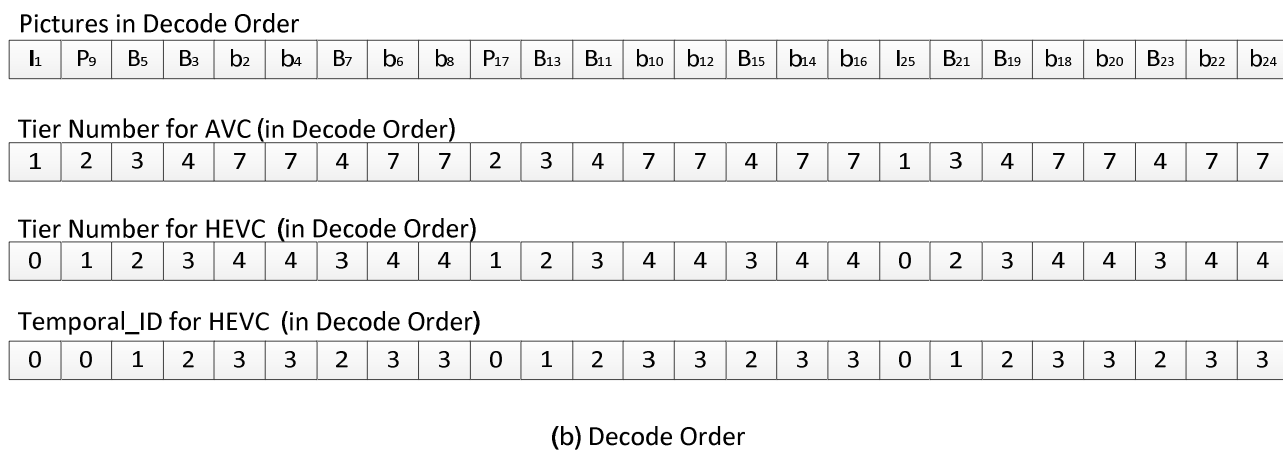 Pictures in Decode Order
I₁ P₉ B₅ B₃ b₂ b₄ B₇ b₆ b₈ P₁₇ B₁₃ B₁₁ b₁₀ b₁₂ B₁₅ b₁₄ b₁₆ I₂₅ B₂₁ B₁₉ b₁₈ b₂₀ B₂₃ b₂₂ b₂₄
Tier Number for AVC (in Decode Order)
1 2 3 4 7 7 4 7 7 2 3 4 7 7 4 7 7 1 3 4 7 7 4 7 7
Tier Number for HEVC (in Decode Order)
0 1 2 3 4 4 3 4 4 1 2 3 4 4 3 4 4 0 2 3 4 4 3 4 4
Temporal_ID for HEVC (in Decode Order)
0 0 1 2 3 3 2 3 3 0 1 2 3 3 2 3 3 0 1 2 3 3 2 3 3
(b) Decode Order